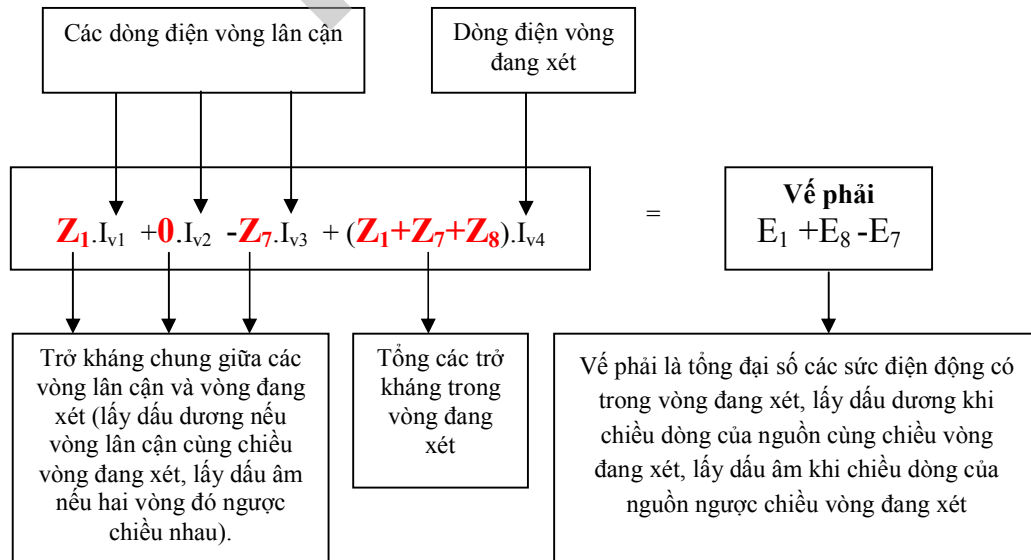 Các dòng điện vòng lân cận
Dòng điện vòng
đang xét
Z₁.Iᵥ₁ +0.Iᵥ₂ -Z₇.Iᵥ₃ + (Z₁+Z₇+Z₈).Iᵥ₄
=
Vế phải
E₁ +E₈ -E₇
Trở kháng chung giữa các
vòng lân cận và vòng đang
xét (lấy dấu dương nếu
vòng lân cận cùng chiều
vòng đang xét, lấy dấu âm
nếu hai vòng đó ngược
chiều nhau).
Tổng các trở
kháng trong
vòng đang
xét
Vế phải là tổng đại số các sức điện động có
trong vòng đang xét, lấy dấu dương khi
chiều dòng của nguồn cùng chiều vòng
đang xét, lấy dấu âm khi chiều dòng của
nguồn ngược chiều vòng đang xét